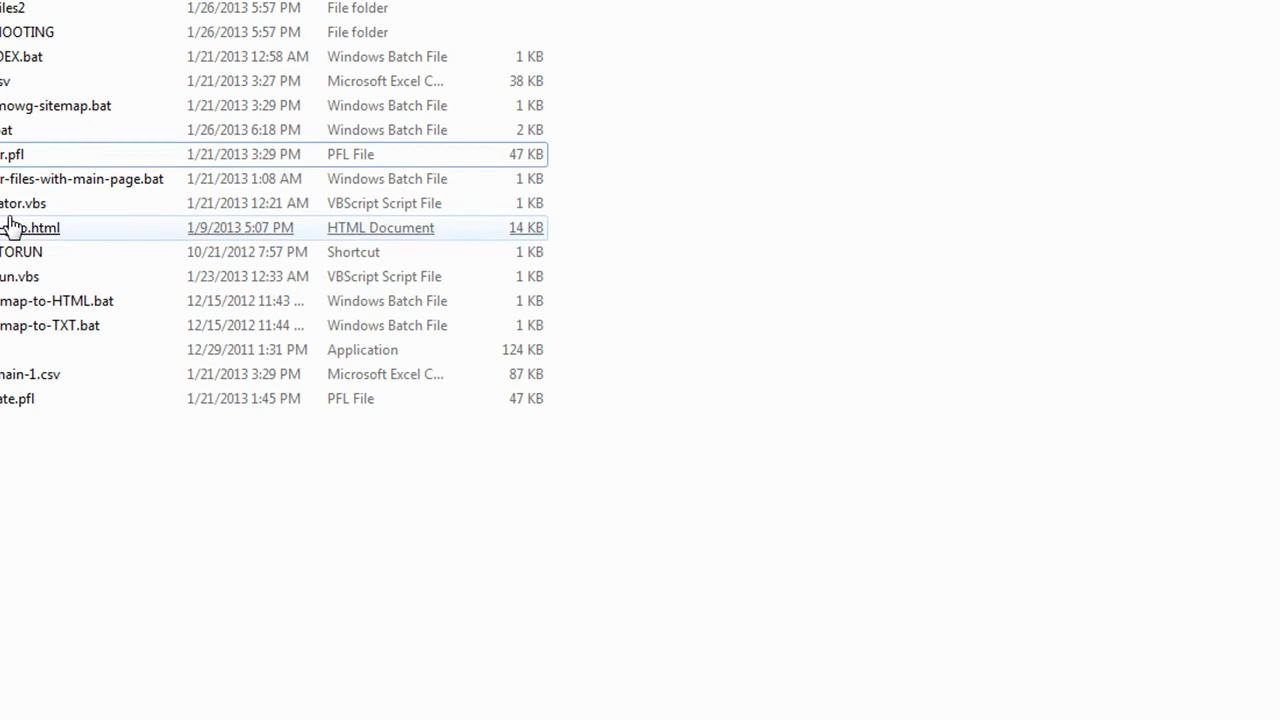 iles2 1/26/2013 5:57 PM File folder
HOOTING 1/26/2013 5:57 PM File folder
DEX.bat 1/21/2013 12:58 AM Windows Batch File 1 KB
sv 1/21/2013 3:27 PM Microsoft Excel C... 38 KB
mowg-sitemap.bat 1/21/2013 3:29 PM Windows Batch File 1 KB
bat 1/26/2013 6:18 PM Windows Batch File 2 KB
r.pfl 1/21/2013 3:29 PM PFL File 47 KB
r-files-with-main-page.bat 1/21/2013 1:08 AM Windows Batch File 1 KB
ator.vbs 1/21/2013 12:21 AM VBScript Script File 1 KB
p.html 1/9/2013 5:07 PM HTML Document 14 KB
TORUN 10/21/2012 7:57 PM Shortcut 1 KB
un.vbs 1/23/2013 12:33 AM VBScript Script File 1 KB
map-to-HTML.bat 12/15/2012 11:43 ... Windows Batch File 1 KB
map-to-TXT.bat 12/15/2012 11:44 ... Windows Batch File 1 KB
12/29/2011 1:31 PM Application 124 KB
main-1.csv 1/21/2013 3:29 PM Microsoft Excel C... 87 KB
ate.pfl 1/21/2013 1:45 PM PFL File 47 KB